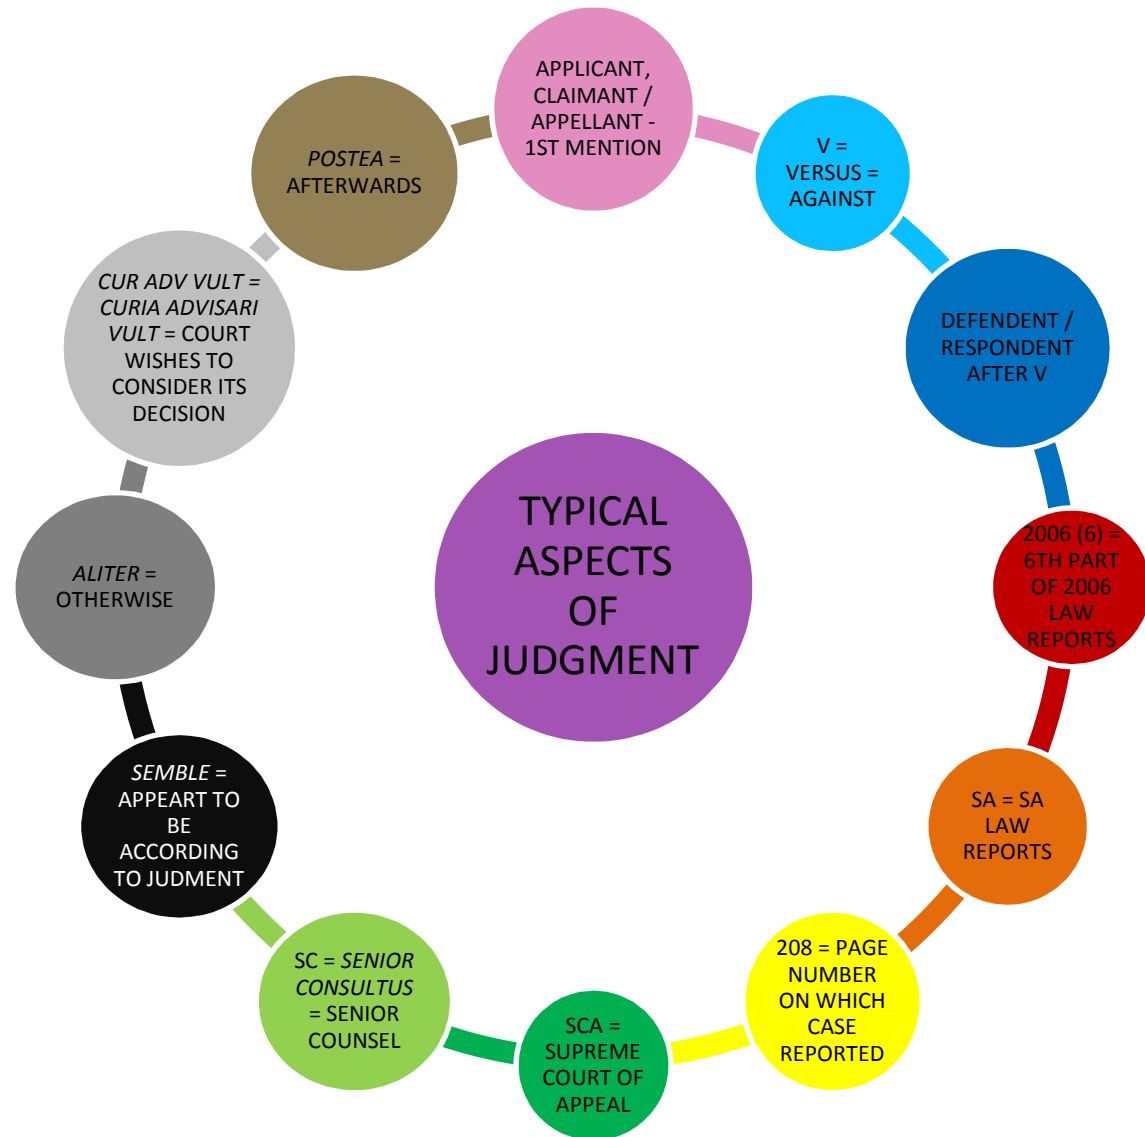 APPLICANT,
CLAIMANT /
APPELLANT -
1ST MENTION
V =
VERSUS =
AGAINST
DEFENDENT /
RESPONDENT
AFTER V
2006 (6) =
6TH PART
OF 2006
LAW
REPORTS
SA = SA
LAW
REPORTS
208 = PAGE
NUMBER
ON WHICH
CASE
REPORTED
SCA =
SUPREME
COURT OF
APPEAL
SC = SENIOR
CONSULTUS
= SENIOR
COUNSEL
SEMBLE =
APPEART TO
BE
ACCORDING
TO JUDMENT
ALITER =
OTHERWISE
CUR ADV VULT =
CURIA ADVISARI
VULT = COURT
WISHES TO
CONSIDER ITS
DECISION
POSTEA =
AFTERWARDS
TYPICAL
ASPECTS
OF
JUDGMENT